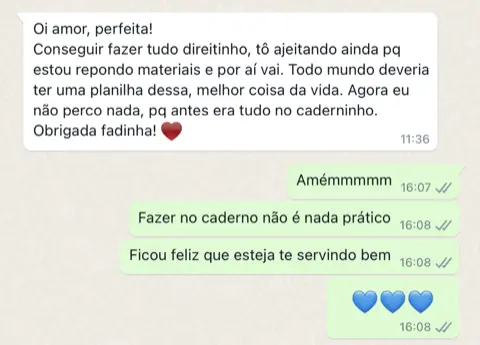 Oi amor, perfeita!
Conseguir fazer tudo direitinho, tô ajeitando ainda pq
estou repondo materiais e por aí vai. Todo mundo deveria
ter uma planilha dessa, melhor coisa da vida. Agora eu
não perco nada, pq antes era tudo no caderninho.
Obrigada fadinha! ❤️
11:36
Amémmmmm 16:07
Fazer no caderno não é nada prático 16:08
Ficou feliz que esteja te servindo bem 16:08
💙💙💙
16:08